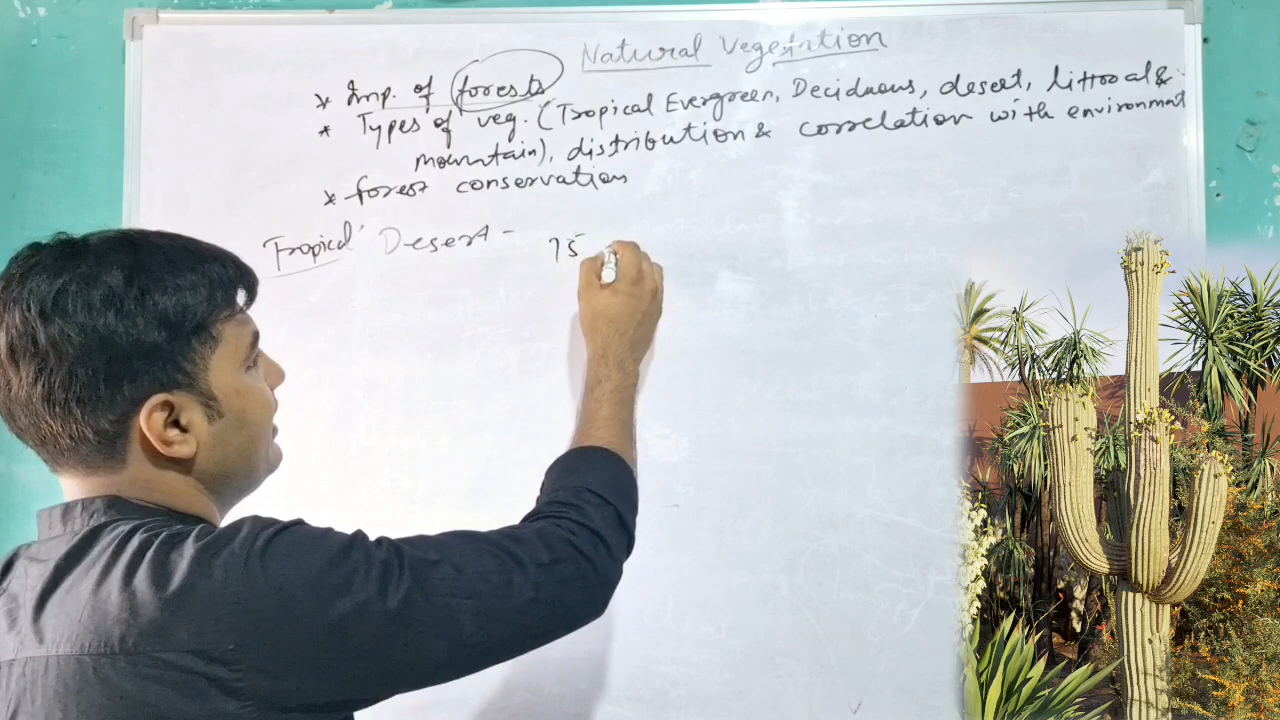 Natural Vegetation
* Imp. of forests
* Types of veg. (Tropical Evergreen, Deciduous, desert, littoral &
mountain), distribution & correlation with environment
* forest conservation
Tropical Desert - 75